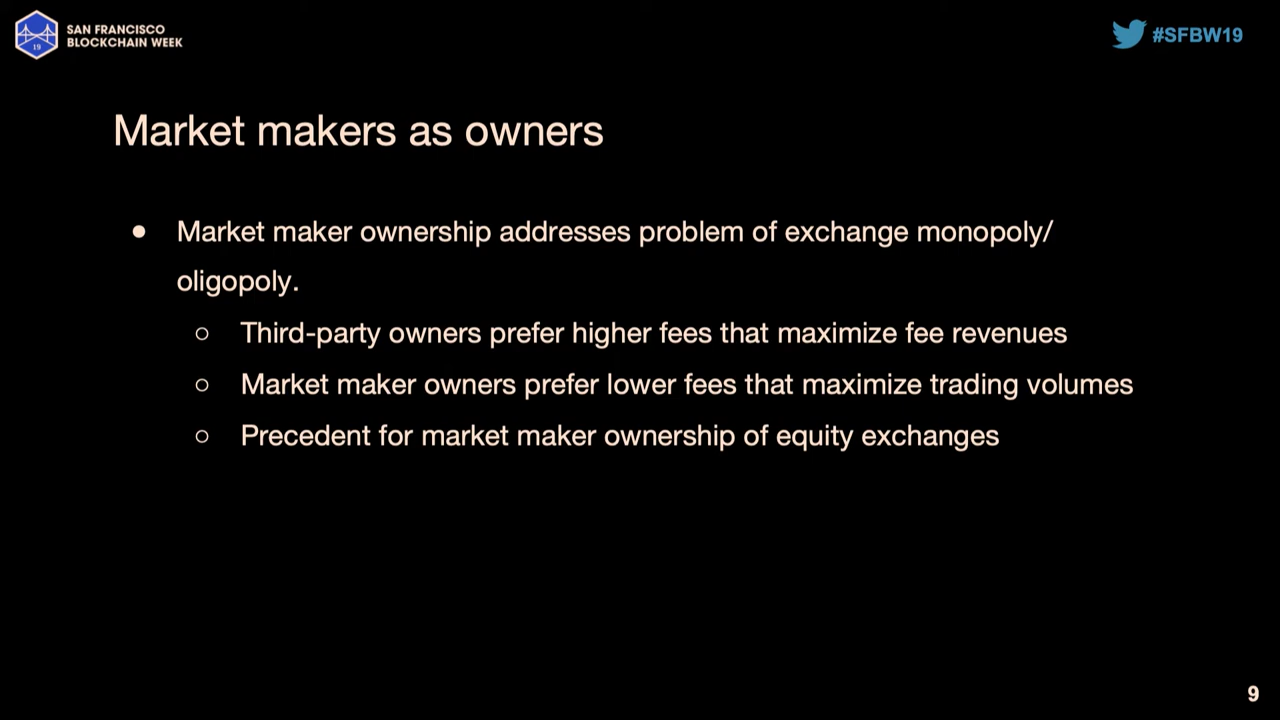 SAN FRANCISCO
BLOCKCHAIN WEEK
19
#SFBW19
Market makers as owners
● Market maker ownership addresses problem of exchange monopoly/
oligopoly.
○ Third-party owners prefer higher fees that maximize fee revenues
○ Market maker owners prefer lower fees that maximize trading volumes
○ Precedent for market maker ownership of equity exchanges
9